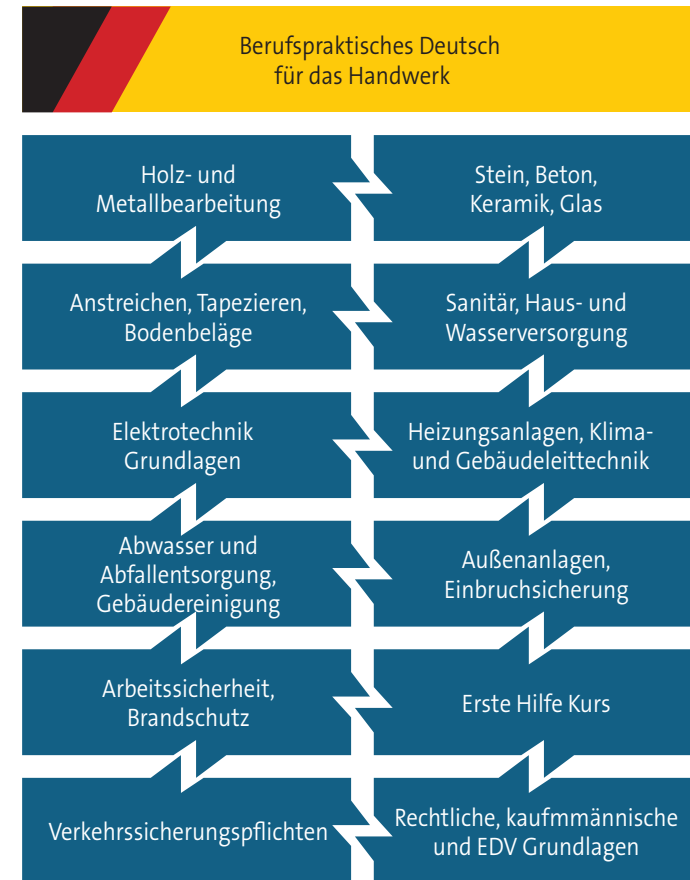 Berufspraktisches Deutsch
für das Handwerk
Holz- und
Metallbearbeitung
Stein, Beton,
Keramik, Glas
Anstreichen, Tapezieren,
Bodenbeläge
Sanitär, Haus- und
Wasserversorgung
Elektrotechnik
Grundlagen
Heizungsanlagen, Klima-
und Gebäudeleittechnik
Abwasser und
Abfallentsorgung,
Gebäudereinigung
Außenanlagen,
Einbruchsicherung
Arbeitssicherheit,
Brandschutz
Erste Hilfe Kurs
Verkehrssicherungspflichten
Rechtliche, kaufmmännische
und EDV Grundlagen